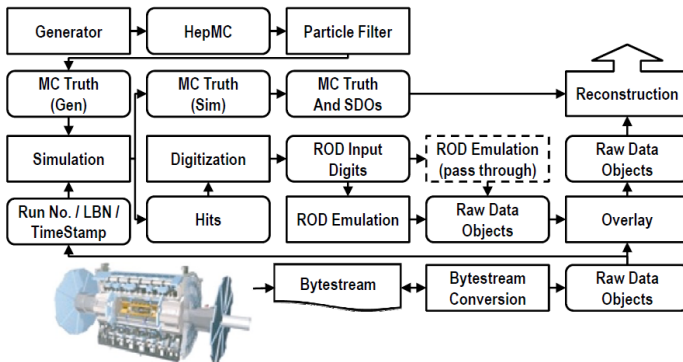 Generator
HepMC
Particle Filter
MC Truth
(Gen)
MC Truth
(Sim)
MC Truth
And SDOs
Reconstruction
Simulation
Digitization
ROD Input
Digits
ROD Emulation
(pass through)
Raw Data
Objects
Run No. / LBN /
TimeStamp
Hits
ROD Emulation
Raw Data
Objects
Overlay
Bytestream
Bytestream
Conversion
Raw Data
Objects